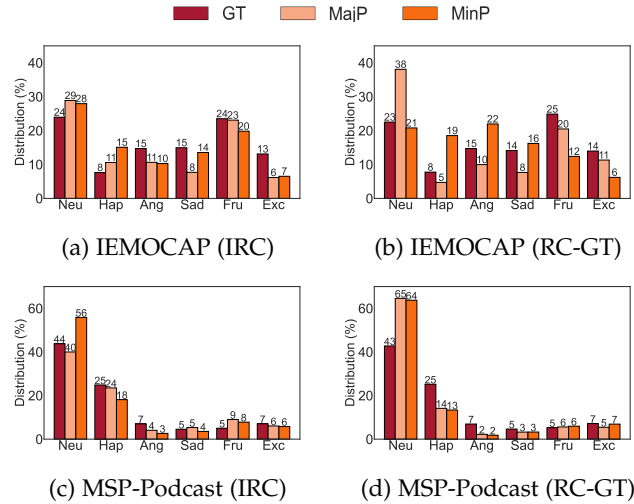 GT MajP MinP
Distribution (%)
40
30
20
10
0
24 29 28
8 11 15
15 11 10
15 8 14
24 23 20
13 6 7
Neu Hap Ang Sad Fru Exc
(a) IEMOCAP (IRC)
Distribution (%)
40
30
20
10
0
23 38 21
8 5 19
15 10 22
14 8 16
25 20 12
14 11 6
Neu Hap Ang Sad Fru Exc
(b) IEMOCAP (RC-GT)
Distribution (%)
60
40
20
0
44 40 56
25 24 18
7 4 3
5 5 4
5 9 8
7 6 6
Neu Hap Ang Sad Fru Exc
(c) MSP-Podcast (IRC)
Distribution (%)
60
40
20
0
43 65 64
25 14 13
7 2 2
5 3 3
5 6 6
7 5 7
Neu Hap Ang Sad Fru Exc
(d) MSP-Podcast (RC-GT)